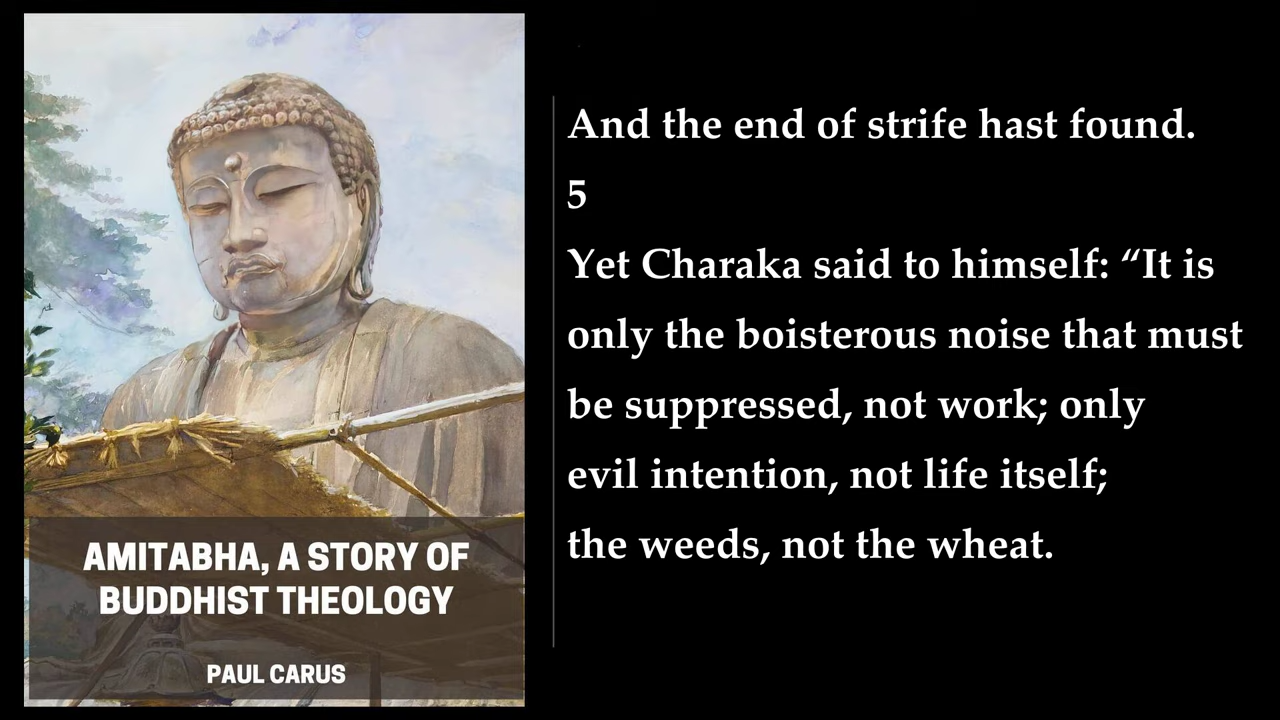 AMITABHA, A STORY OF
BUDDHIST THEOLOGY
PAUL CARUS
And the end of strife hast found.
5
Yet Charaka said to himself: “It is
only the boisterous noise that must
be suppressed, not work; only
evil intention, not life itself;
the weeds, not the wheat.